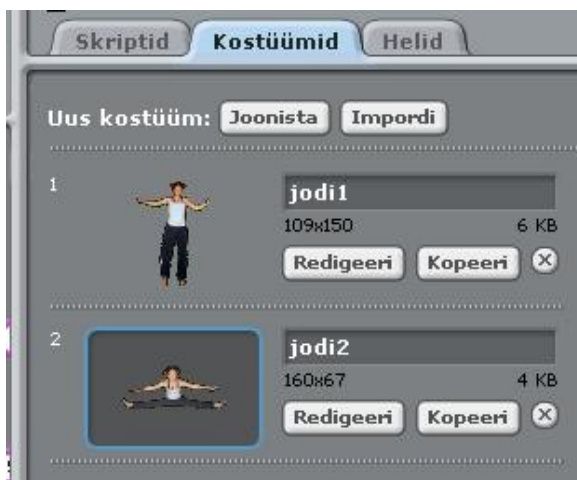 Skriptid Kostüümid Helid
Uus kostüüm: Joonista Impordi
1
jodi1
109x150 6 KB
Redigeeri Kopeeri
2
jodi2
160x67 4 KB
Redigeeri Kopeeri